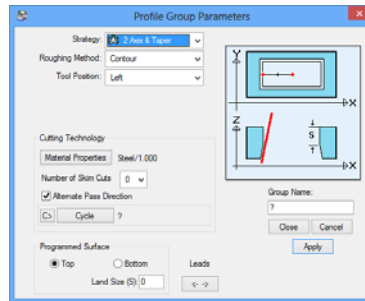 Profile Group Parameters
Strategy: 2 Axis & Taper
Roughing Method: Contour
Tool Position: Left
Y
X
Z
S
X
Cutting Technology
Material Properties Steel/1.000
Number of Skim Cuts 0
Alternate Pass Direction
C> Cycle ?
Group Name:
?
Close Cancel
Apply
Programmed Surface
Top Bottom
Land Size (S): 0
Leads
<- ->